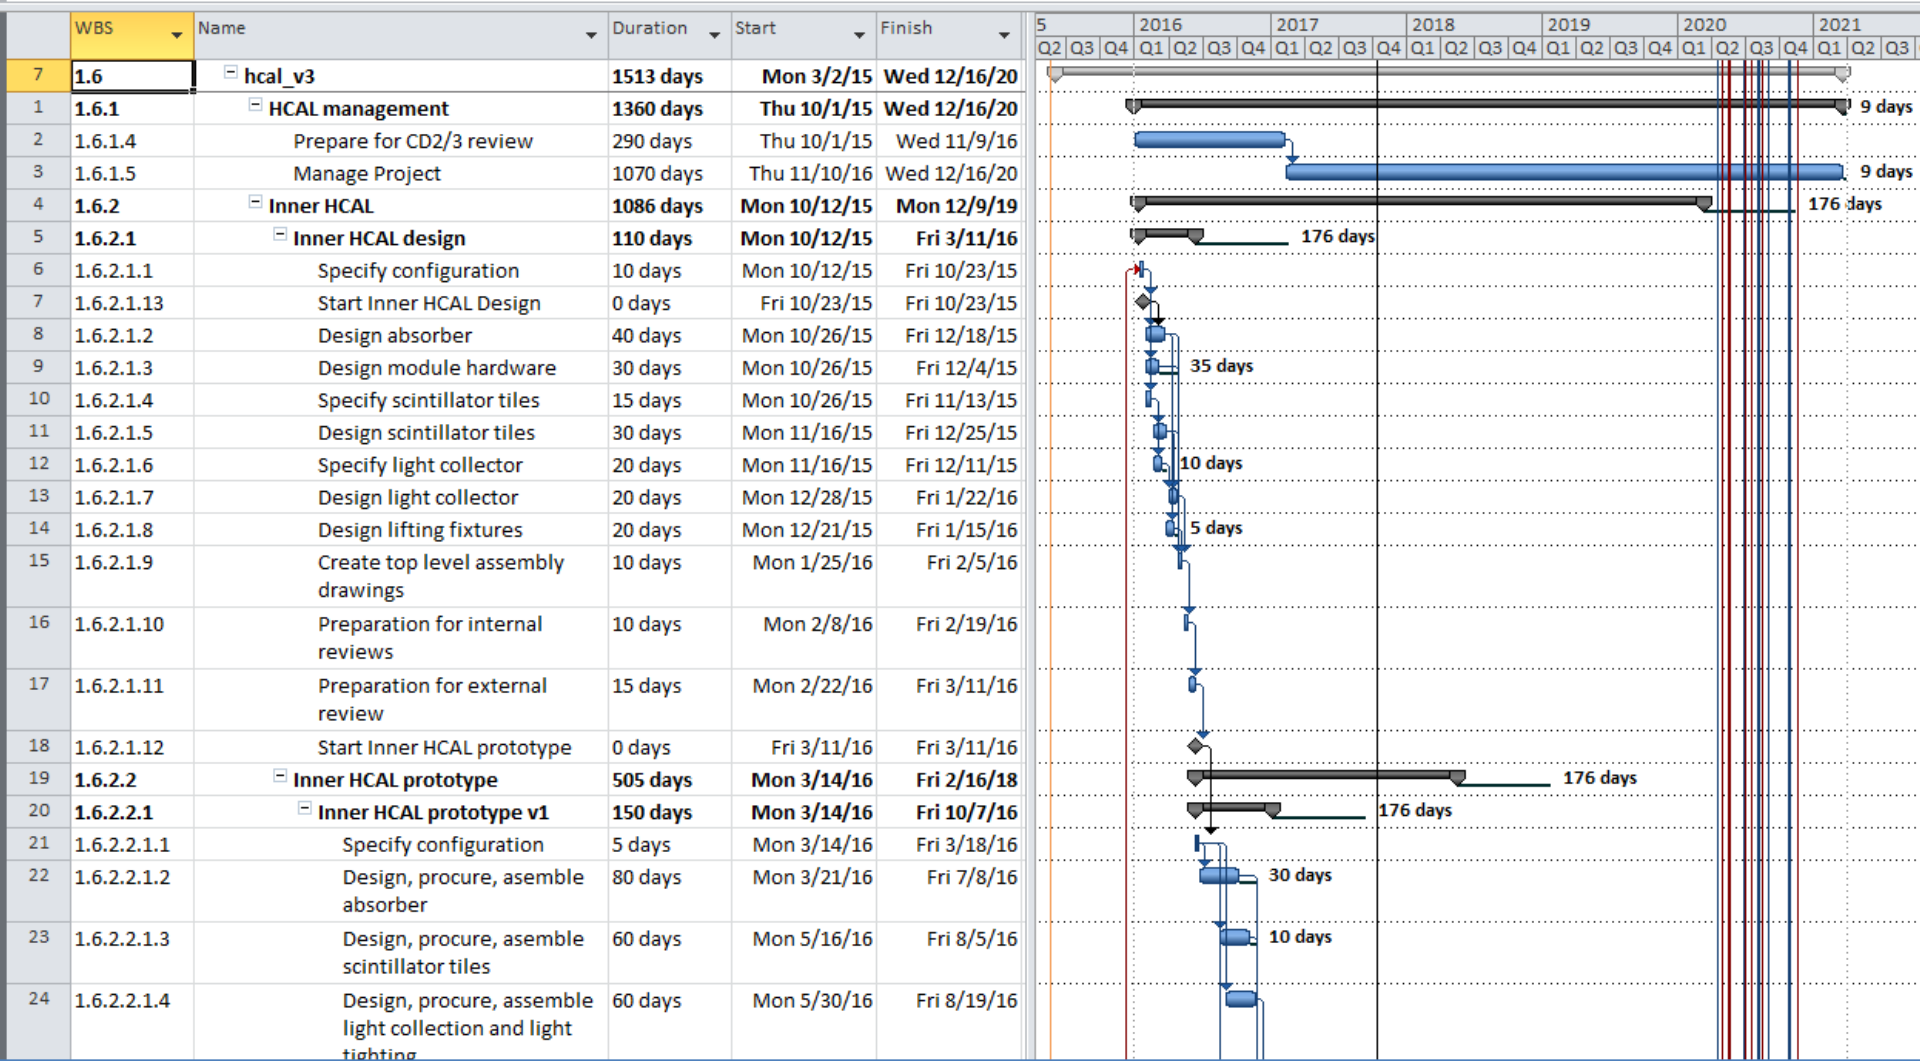 WBS Name Duration Start Finish
5 2016 2017 2018 2019 2020 2021
Q2 Q3 Q4 Q1 Q2 Q3 Q4 Q1 Q2 Q3 Q4 Q1 Q2 Q3 Q4 Q1 Q2 Q3 Q4 Q1 Q2 Q3 Q4 Q1 Q2 Q3
7 1.6 hcal_v3 1513 days Mon 3/2/15 Wed 12/16/20
1 1.6.1 HCAL management 1360 days Thu 10/1/15 Wed 12/16/20 9 days
2 1.6.1.4 Prepare for CD2/3 review 290 days Thu 10/1/15 Wed 11/9/16
3 1.6.1.5 Manage Project 1070 days Thu 11/10/16 Wed 12/16/20 9 days
4 1.6.2 Inner HCAL 1086 days Mon 10/12/15 Mon 12/9/19 176 days
5 1.6.2.1 Inner HCAL design 110 days Mon 10/12/15 Fri 3/11/16 176 days
6 1.6.2.1.1 Specify configuration 10 days Mon 10/12/15 Fri 10/23/15
7 1.6.2.1.13 Start Inner HCAL Design 0 days Fri 10/23/15 Fri 10/23/15
8 1.6.2.1.2 Design absorber 40 days Mon 10/26/15 Fri 12/18/15
9 1.6.2.1.3 Design module hardware 30 days Mon 10/26/15 Fri 12/4/15 35 days
10 1.6.2.1.4 Specify scintillator tiles 15 days Mon 10/26/15 Fri 11/13/15
11 1.6.2.1.5 Design scintillator tiles 30 days Mon 11/16/15 Fri 12/25/15
12 1.6.2.1.6 Specify light collector 20 days Mon 11/16/15 Fri 12/11/15 10 days
13 1.6.2.1.7 Design light collector 20 days Mon 12/28/15 Fri 1/22/16
14 1.6.2.1.8 Design lifting fixtures 20 days Mon 12/21/15 Fri 1/15/16 5 days
15 1.6.2.1.9 Create top level assembly 10 days Mon 1/25/16 Fri 2/5/16
drawings
16 1.6.2.1.10 Preparation for internal 10 days Mon 2/8/16 Fri 2/19/16
reviews
17 1.6.2.1.11 Preparation for external 15 days Mon 2/22/16 Fri 3/11/16
review
18 1.6.2.1.12 Start Inner HCAL prototype 0 days Fri 3/11/16 Fri 3/11/16
19 1.6.2.2 Inner HCAL prototype 505 days Mon 3/14/16 Fri 2/16/18 176 days
20 1.6.2.2.1 Inner HCAL prototype v1 150 days Mon 3/14/16 Fri 10/7/16 176 days
21 1.6.2.2.1.1 Specify configuration 5 days Mon 3/14/16 Fri 3/18/16
22 1.6.2.2.1.2 Design, procure, asemble 80 days Mon 3/21/16 Fri 7/8/16 30 days
absorber
23 1.6.2.2.1.3 Design, procure, asemble 60 days Mon 5/16/16 Fri 8/5/16 10 days
scintillator tiles
24 1.6.2.2.1.4 Design, procure, assemble 60 days Mon 5/30/16 Fri 8/19/16
light collection and light
tighting